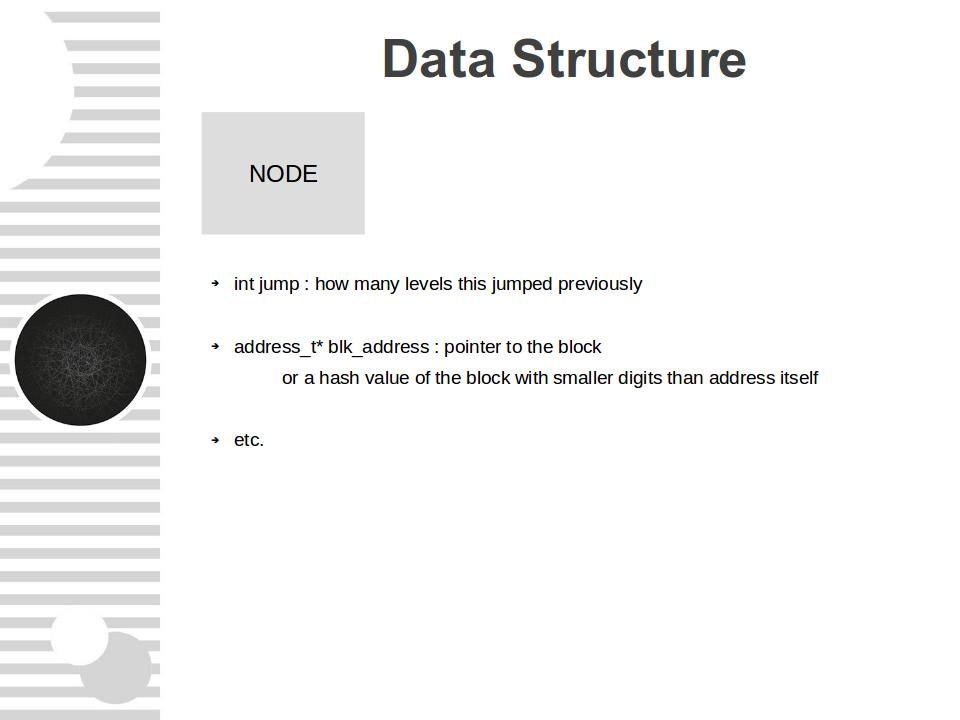 Data Structure
NODE
➔ int jump : how many levels this jumped previously
➔ address_t* blk_address : pointer to the block
or a hash value of the block with smaller digits than address itself
➔ etc.